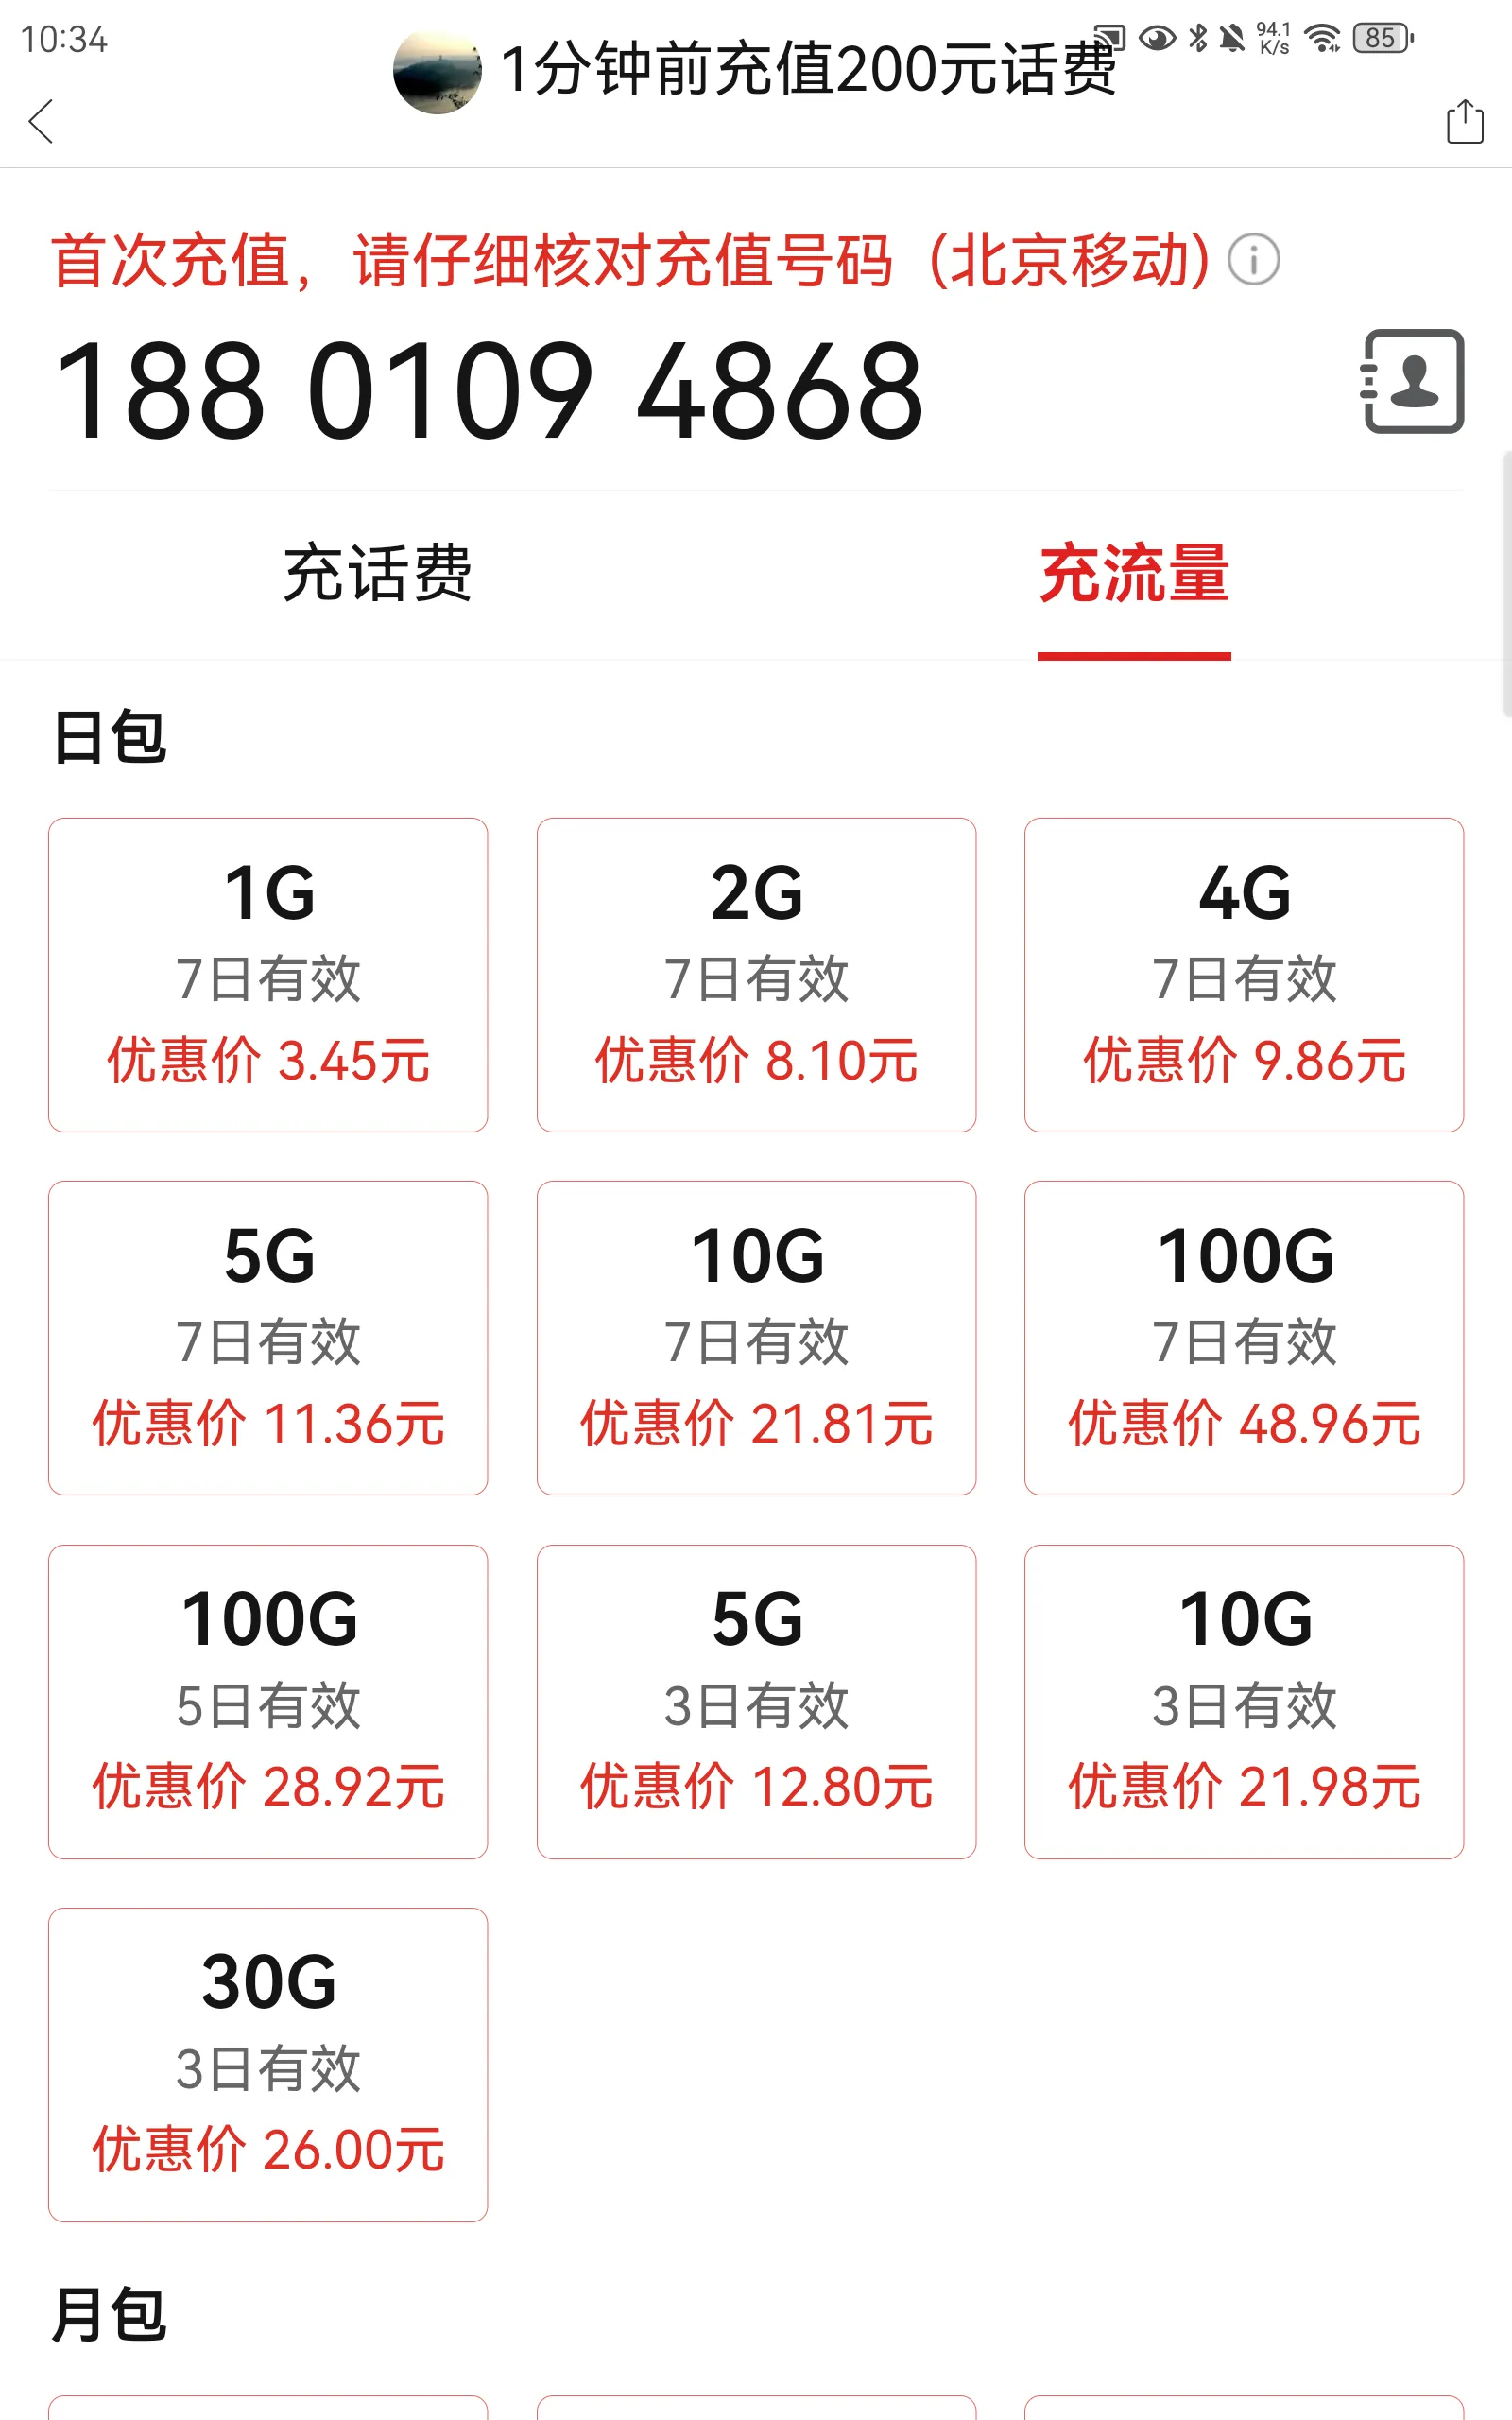 10:34
1分钟前充值200元话费
94.1
K/s
85
首次充值，请仔细核对充值号码（北京移动）
188 0109 4868
充话费 充流量
日包
1G 2G 4G
7日有效 7日有效 7日有效
优惠价 3.45元 优惠价 8.10元 优惠价 9.86元
5G 10G 100G
7日有效 7日有效 7日有效
优惠价 11.36元 优惠价 21.81元 优惠价 48.96元
100G 5G 10G
5日有效 3日有效 3日有效
优惠价 28.92元 优惠价 12.80元 优惠价 21.98元
30G
3日有效
优惠价 26.00元
月包